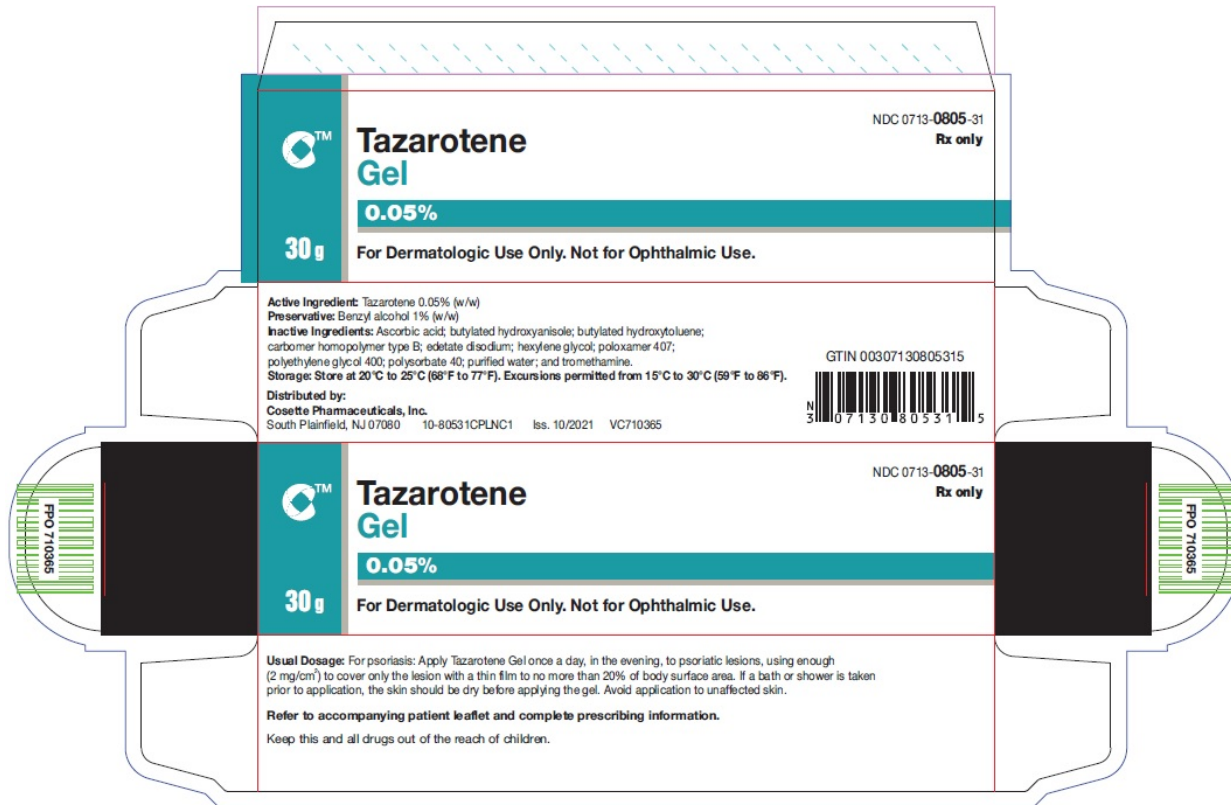 TM
Tazarotene
Gel
0.05%
30 g
For Dermatologic Use Only. Not for Ophthalmic Use.
NDC 0713-0805-31
Rx only
Active Ingredient: Tazarotene 0.05% (w/w)
Preservative: Benzyl alcohol 1% (w/w)
Inactive Ingredients: Ascorbic acid; butylated hydroxyanisole; butylated hydroxytoluene;
carbomer homopolymer type B; edetate disodium; hexylene glycol; poloxamer 407;
polyethylene glycol 400; polysorbate 40; purified water; and tromethamine.
Storage: Store at 20°C to 25°C (68°F to 77°F). Excursions permitted from 15°C to 30°C (59°F to 86°F).
Distributed by:
Cosette Pharmaceuticals, Inc.
South Plainfield, NJ 07080 10-80531CPLNC1 Iss. 10/2021 VC710365
GTIN 00307130805315
N
3 07130 80531 5
TM
Tazarotene
Gel
0.05%
30 g
For Dermatologic Use Only. Not for Ophthalmic Use.
NDC 0713-0805-31
Rx only
FPO 710365
FPO 710365
Usual Dosage: For psoriasis: Apply Tazarotene Gel once a day, in the evening, to psoriatic lesions, using enough
(2 mg/cm²) to cover only the lesion with a thin film to no more than 20% of body surface area. If a bath or shower is taken
prior to application, the skin should be dry before applying the gel. Avoid application to unaffected skin.
Refer to accompanying patient leaflet and complete prescribing information.
Keep this and all drugs out of the reach of children.